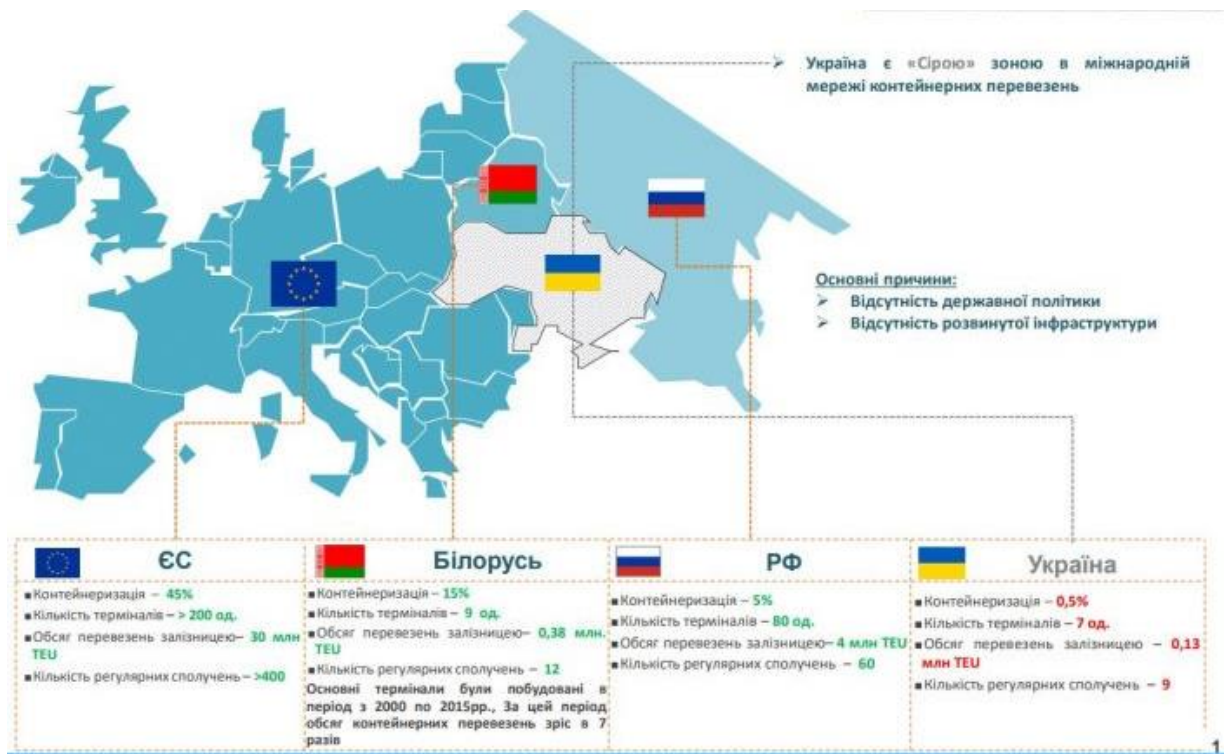 ➢ Україна є «Сірою» зоною в міжнародній
мережі контейнерних перевезень
Основні причини:
➢ Відсутність державної політики
➢ Відсутність розвинутої інфраструктури
ЄС
■Контейнеризація – 45%
■Кількість терміналів – > 200 од.
■Обсяг перевезень залізницею– 30 млн
TEU
■Кількість регулярних сполучень – >400
Білорусь
■Контейнеризація – 15%
■Кількість терміналів – 9 од.
■Обсяг перевезень залізницею– 0,38 млн.
TEU
■Кількість регулярних сполучень – 12
Основні термінали були побудовані в
період з 2000 по 2015рр., За цей період
обсяг контейнерних перевезень зріс в 7
разів
РФ
■Контейнеризація – 5%
■Кількість терміналів – 80 од.
■Обсяг перевезень залізницею– 4 млн TEU
■Кількість регулярних сполучень – 60
Україна
■Контейнеризація – 0,5%
■Кількість терміналів – 7 од.
■Обсяг перевезень залізницею – 0,13
млн TEU
■Кількість регулярних сполучень – 9
1